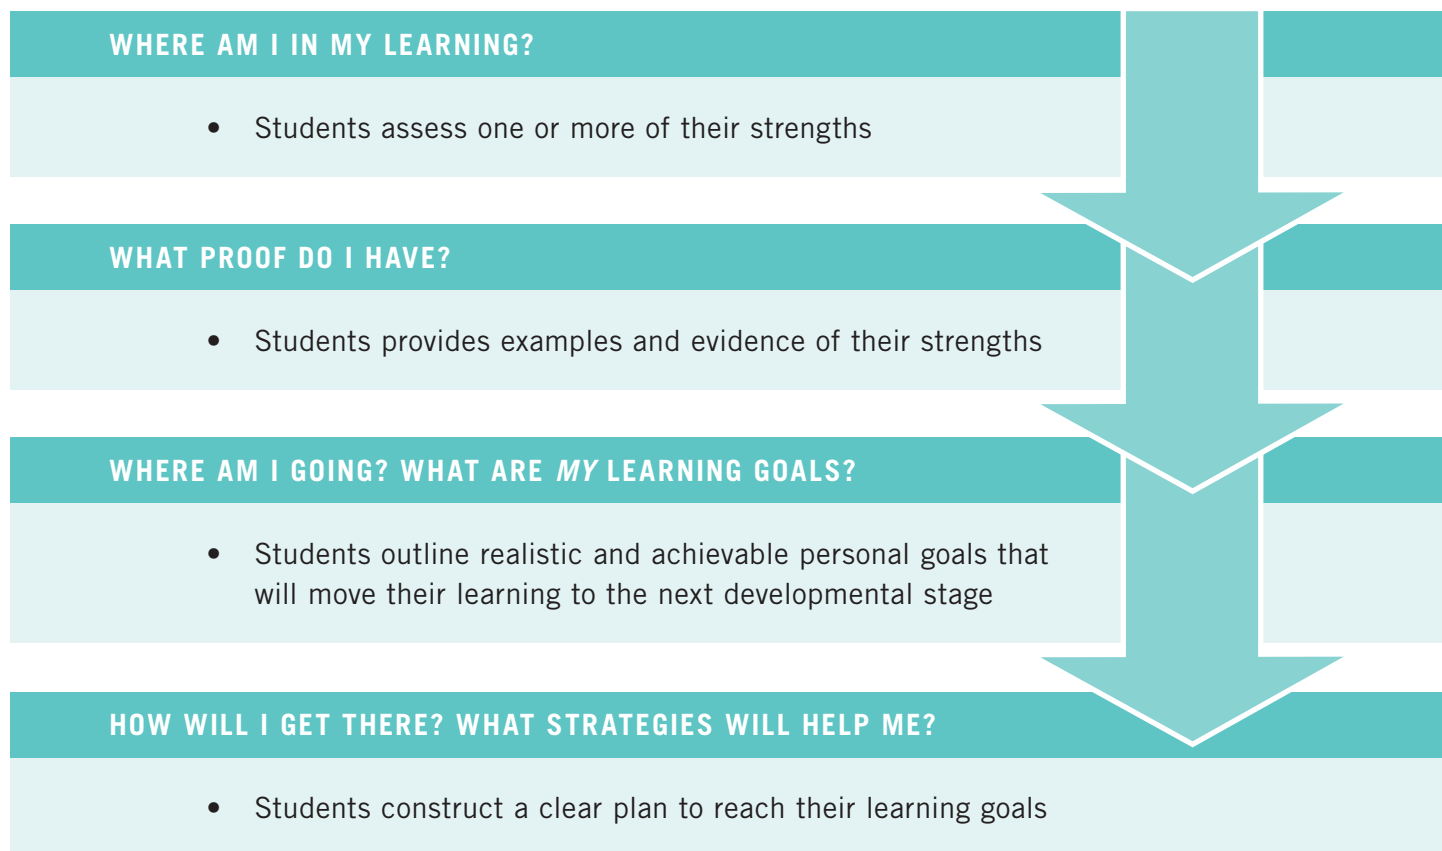 WHERE AM I IN MY LEARNING?
• Students assess one or more of their strengths
WHAT PROOF DO I HAVE?
• Students provides examples and evidence of their strengths
WHERE AM I GOING? WHAT ARE MY LEARNING GOALS?
• Students outline realistic and achievable personal goals that
will move their learning to the next developmental stage
HOW WILL I GET THERE? WHAT STRATEGIES WILL HELP ME?
• Students construct a clear plan to reach their learning goals